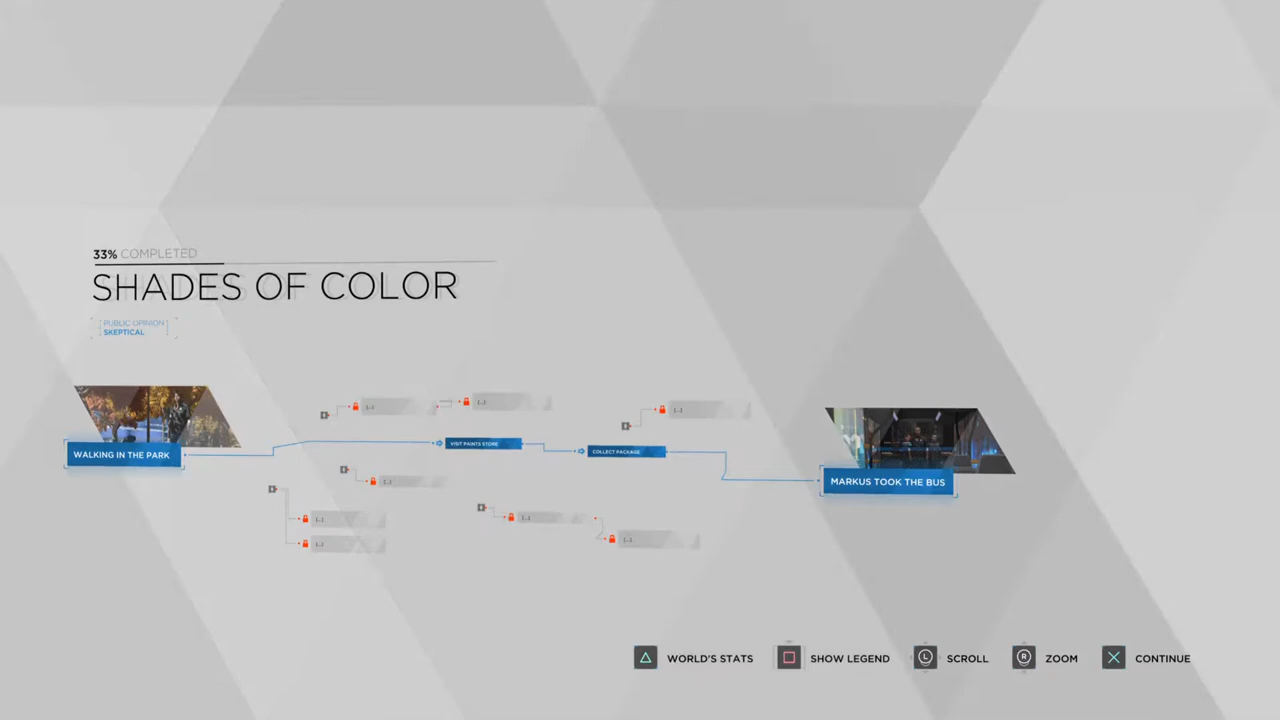 33% COMPLETED
SHADES OF COLOR
PUBLIC OPINION
SKEPTICAL
[...]
[...]
[...]
VISIT PAINTS STORE
COLLECT PACKAGE
WALKING IN THE PARK
[...]
MARKUS TOOK THE BUS
[...]
[...]
[...]
[...]
WORLD'S STATS
SHOW LEGEND
L
SCROLL
R
ZOOM
CONTINUE